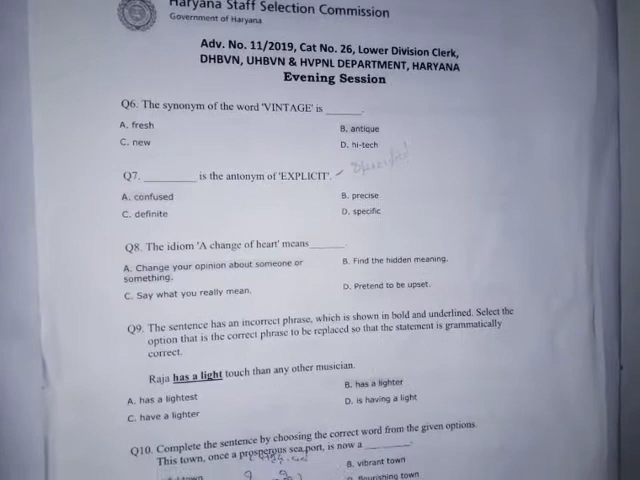 Haryana Staff Selection Commission
Government of Haryana
Adv. No. 11/2019, Cat No. 26, Lower Division Clerk,
DHBVN, UHBVN & HVPNL DEPARTMENT, HARYANA
Evening Session
Q6. The synonym of the word 'VINTAGE' is ______.
A. fresh
B. antique
C. new
D. hi-tech
Q7. ________ is the antonym of 'EXPLICIT'.
A. confused
B. precise
C. definite
D. specific
Q8. The idiom 'A change of heart' means______.
A. Change your opinion about someone or
something.
B. Find the hidden meaning.
C. Say what you really mean.
D. Pretend to be upset.
Q9. The sentence has an incorrect phrase, which is shown in bold and underlined. Select the
option that is the correct phrase to be replaced so that the statement is grammatically
correct.
Raja has a light touch than any other musician.
A. has a lightest
B. has a lighter
C. have a lighter
D. is having a light
Q10. Complete the sentence by choosing the correct word from the given options.
This town, once a prosperous sea port, is now a ________.
B. vibrant town
flourishing town